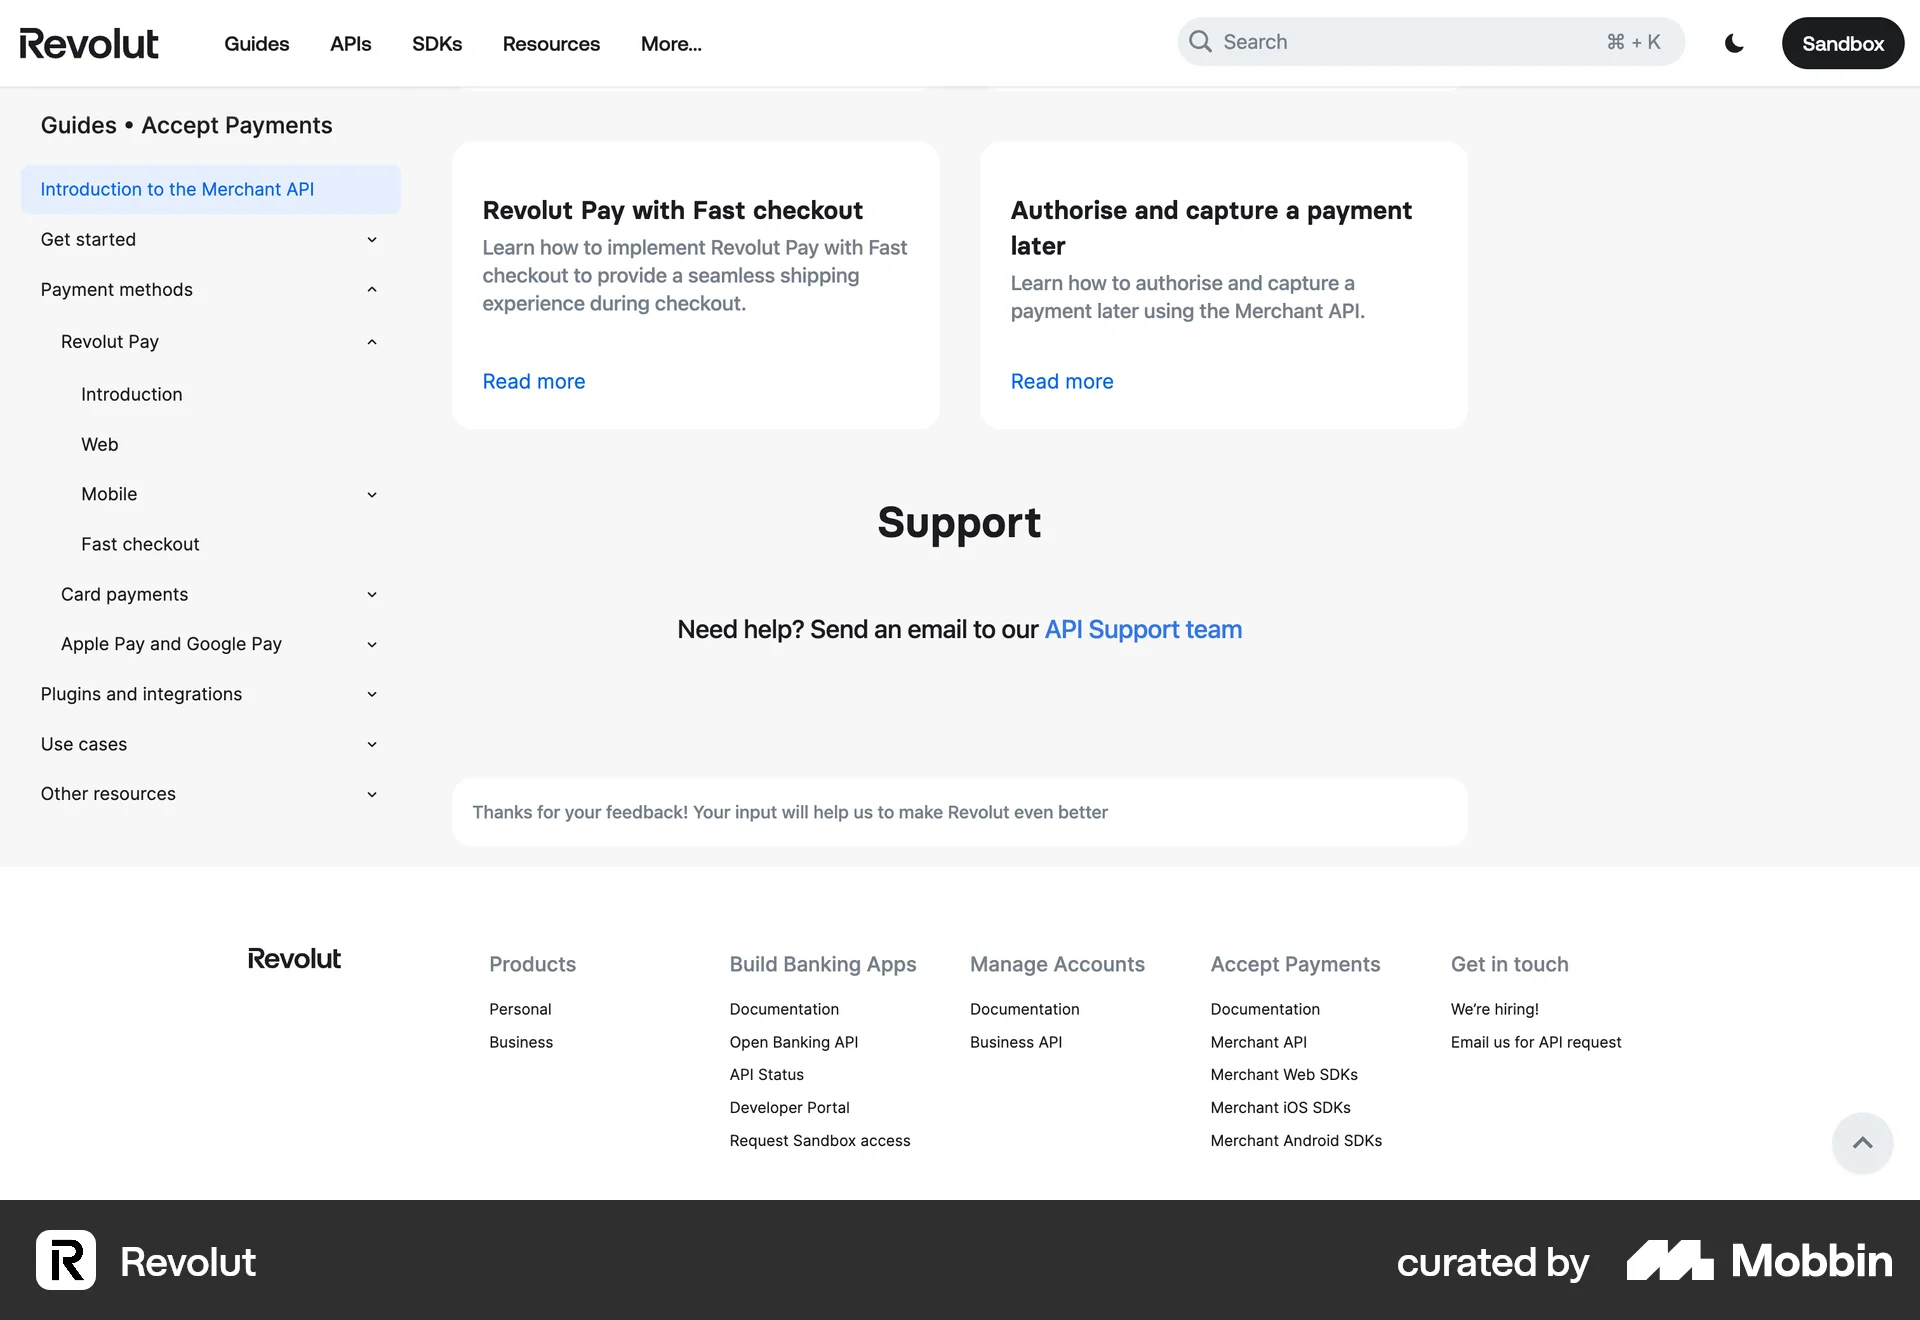 Revolut
Guides
APIs
SDKs
Resources
More...
Search
⌘ + K
Sandbox
Guides • Accept Payments
Introduction to the Merchant API
Get started
Payment methods
Revolut Pay
Introduction
Web
Mobile
Fast checkout
Card payments
Apple Pay and Google Pay
Plugins and integrations
Use cases
Other resources
Revolut Pay with Fast checkout
Learn how to implement Revolut Pay with Fast
checkout to provide a seamless shipping
experience during checkout.
Read more
Authorise and capture a payment
later
Learn how to authorise and capture a
payment later using the Merchant API.
Read more
Support
Need help? Send an email to our API Support team
Thanks for your feedback! Your input will help us to make Revolut even better
Revolut
Products
Personal
Business
Build Banking Apps
Documentation
Open Banking API
API Status
Developer Portal
Request Sandbox access
Manage Accounts
Documentation
Business API
Accept Payments
Documentation
Merchant API
Merchant Web SDKs
Merchant iOS SDKs
Merchant Android SDKs
Get in touch
We're hiring!
Email us for API request
R
Revolut
curated by
Mobbin